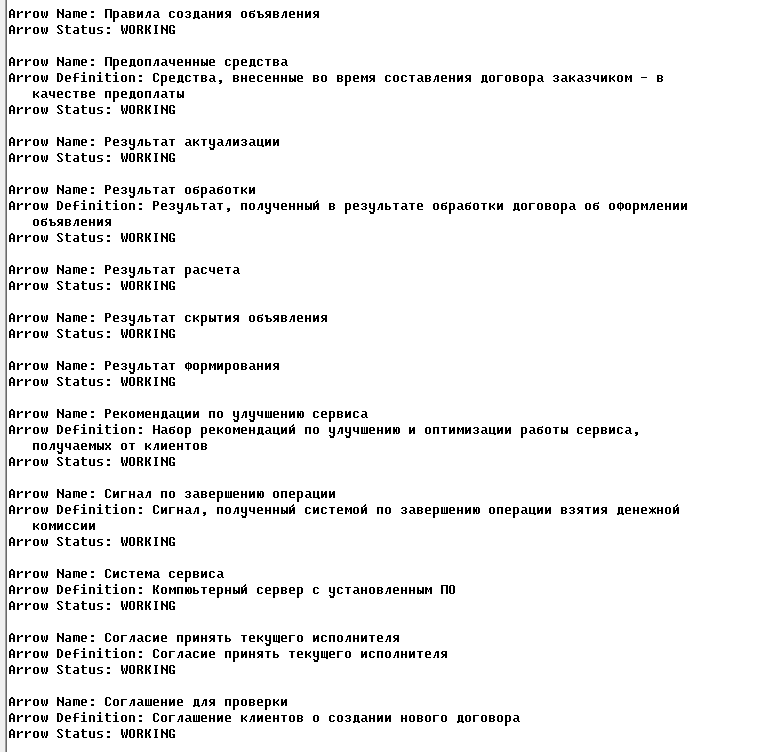 Arrow Name: Правила создания объявления
Arrow Status: WORKING
Arrow Name: Предоплаченные средства
Arrow Definition: Средства, внесенные во время составления договора заказчиком - в
качестве предоплаты
Arrow Status: WORKING
Arrow Name: Результат актуализации
Arrow Status: WORKING
Arrow Name: Результат обработки
Arrow Definition: Результат, полученный в результате обработки договора об оформлении
объявления
Arrow Status: WORKING
Arrow Name: Результат расчета
Arrow Status: WORKING
Arrow Name: Результат скрытия объявления
Arrow Status: WORKING
Arrow Name: Результат формирования
Arrow Status: WORKING
Arrow Name: Рекомендации по улучшению сервиса
Arrow Definition: Набор рекомендаций по улучшению и оптимизации работы сервиса,
получаемых от клиентов
Arrow Status: WORKING
Arrow Name: Сигнал по завершению операции
Arrow Definition: Сигнал, полученный системой по завершению операции взятия денежной
комиссии
Arrow Status: WORKING
Arrow Name: Система сервиса
Arrow Definition: Компьютерный сервер с установленным ПО
Arrow Status: WORKING
Arrow Name: Согласие принять текущего исполнителя
Arrow Definition: Согласие принять текущего исполнителя
Arrow Status: WORKING
Arrow Name: Соглашение для проверки
Arrow Definition: Соглашение клиентов о создании нового договора
Arrow Status: WORKING